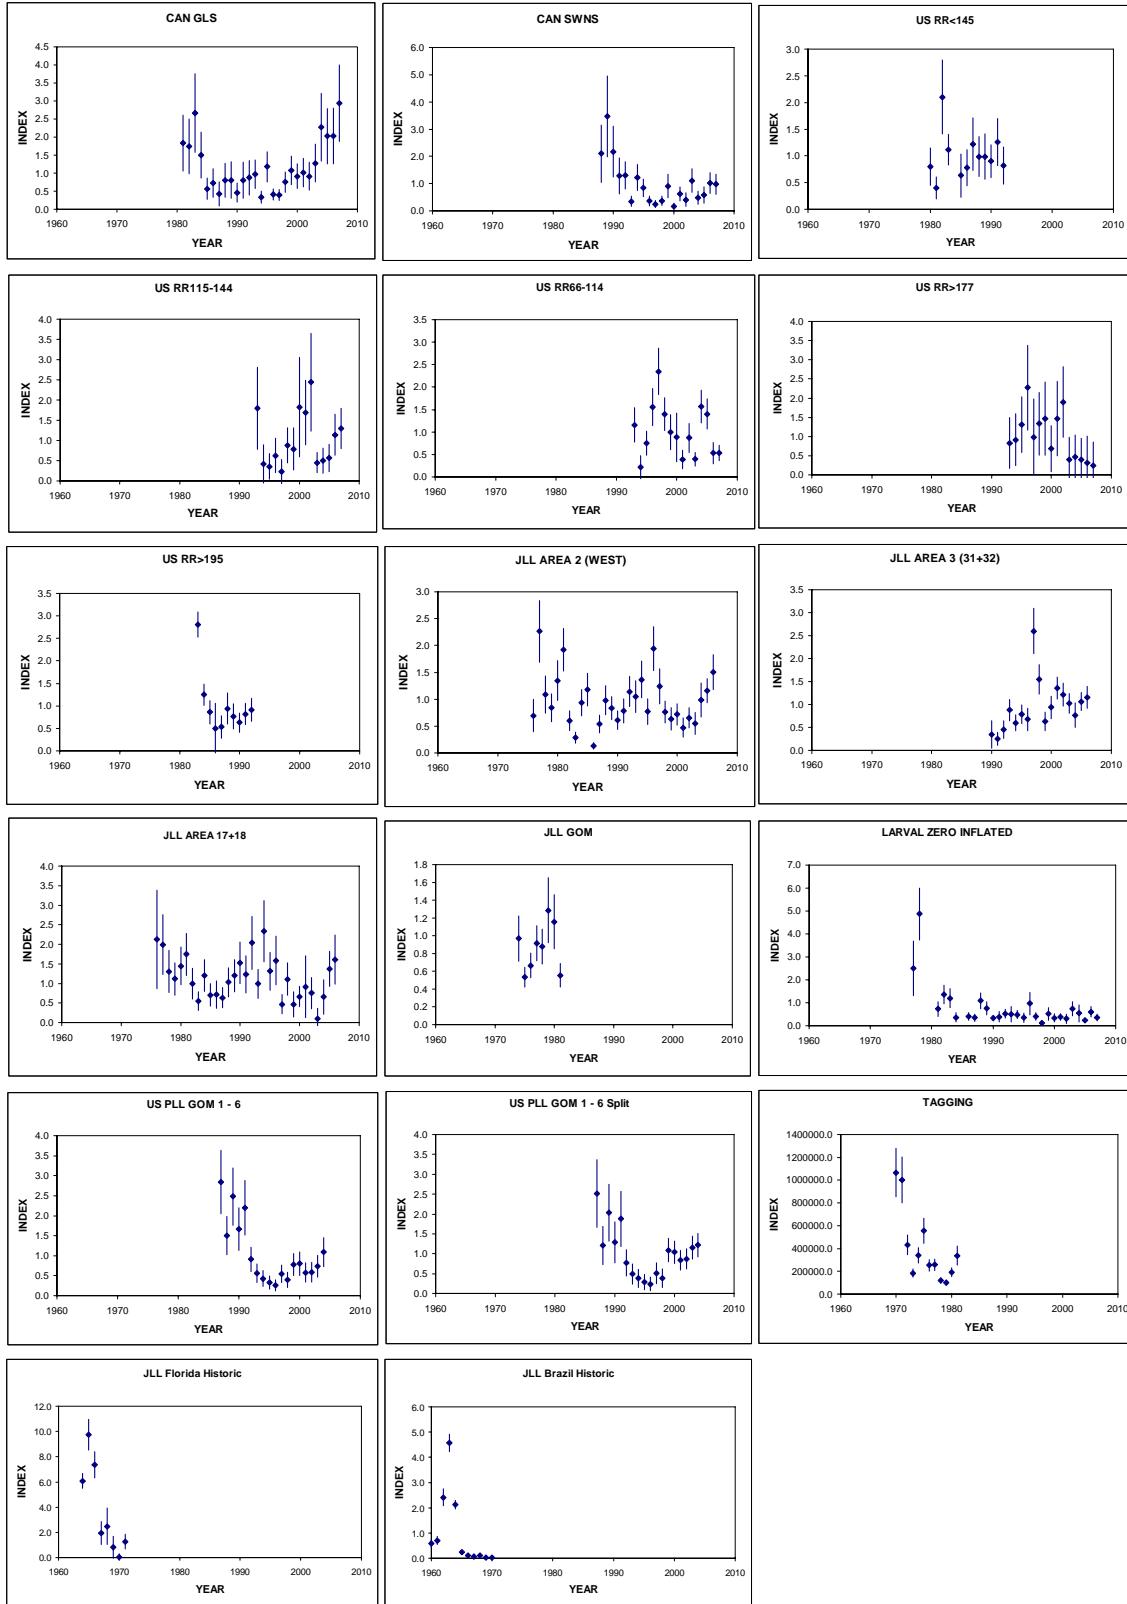 CAN GLS
4.5
4.0
3.5
3.0
2.5
2.0
1.5
1.0
0.5
0.0
INDEX
1960 1970 1980 1990 2000 2010
YEAR
CAN SWNS
6.0
5.0
4.0
3.0
2.0
1.0
0.0
INDEX
1960 1970 1980 1990 2000 2010
YEAR
US RR<145
3.0
2.5
2.0
1.5
1.0
0.5
0.0
INDEX
1960 1970 1980 1990 2000 2010
YEAR
US RR115-144
4.0
3.5
3.0
2.5
2.0
1.5
1.0
0.5
0.0
INDEX
1960 1970 1980 1990 2000 2010
YEAR
US RR66-114
3.5
3.0
2.5
2.0
1.5
1.0
0.5
0.0
INDEX
1960 1970 1980 1990 2000 2010
YEAR
US RR>177
4.0
3.5
3.0
2.5
2.0
1.5
1.0
0.5
0.0
INDEX
1960 1970 1980 1990 2000 2010
YEAR
US RR>195
3.5
3.0
2.5
2.0
1.5
1.0
0.5
0.0
INDEX
1960 1970 1980 1990 2000 2010
YEAR
JLL AREA 2 (WEST)
3.0
2.5
2.0
1.5
1.0
0.5
0.0
INDEX
1960 1970 1980 1990 2000 2010
YEAR
JLL AREA 3 (31+32)
3.5
3.0
2.5
2.0
1.5
1.0
0.5
0.0
INDEX
1960 1970 1980 1990 2000 2010
YEAR
JLL AREA 17+18
4.0
3.5
3.0
2.5
2.0
1.5
1.0
0.5
0.0
INDEX
1960 1970 1980 1990 2000 2010
YEAR
JLL GOM
1.8
1.6
1.4
1.2
1.0
0.8
0.6
0.4
0.2
0.0
INDEX
1960 1970 1980 1990 2000 2010
YEAR
LARVAL ZERO INFLATED
7.0
6.0
5.0
4.0
3.0
2.0
1.0
0.0
INDEX
1960 1970 1980 1990 2000 2010
YEAR
US PLL GOM 1 - 6
4.0
3.5
3.0
2.5
2.0
1.5
1.0
0.5
0.0
INDEX
1960 1970 1980 1990 2000 2010
YEAR
US PLL GOM 1 - 6 Split
4.0
3.5
3.0
2.5
2.0
1.5
1.0
0.5
0.0
INDEX
1960 1970 1980 1990 2000 2010
YEAR
TAGGING
1400000.0
1200000.0
1000000.0
800000.0
600000.0
400000.0
200000.0
0.0
INDEX
1960 1970 1980 1990 2000 2010
YEAR
JLL Florida Historic
12.0
10.0
8.0
6.0
4.0
2.0
0.0
INDEX
1960 1970 1980 1990 2000 2010
YEAR
JLL Brazil Historic
6.0
5.0
4.0
3.0
2.0
1.0
0.0
INDEX
1960 1970 1980 1990 2000 2010
YEAR